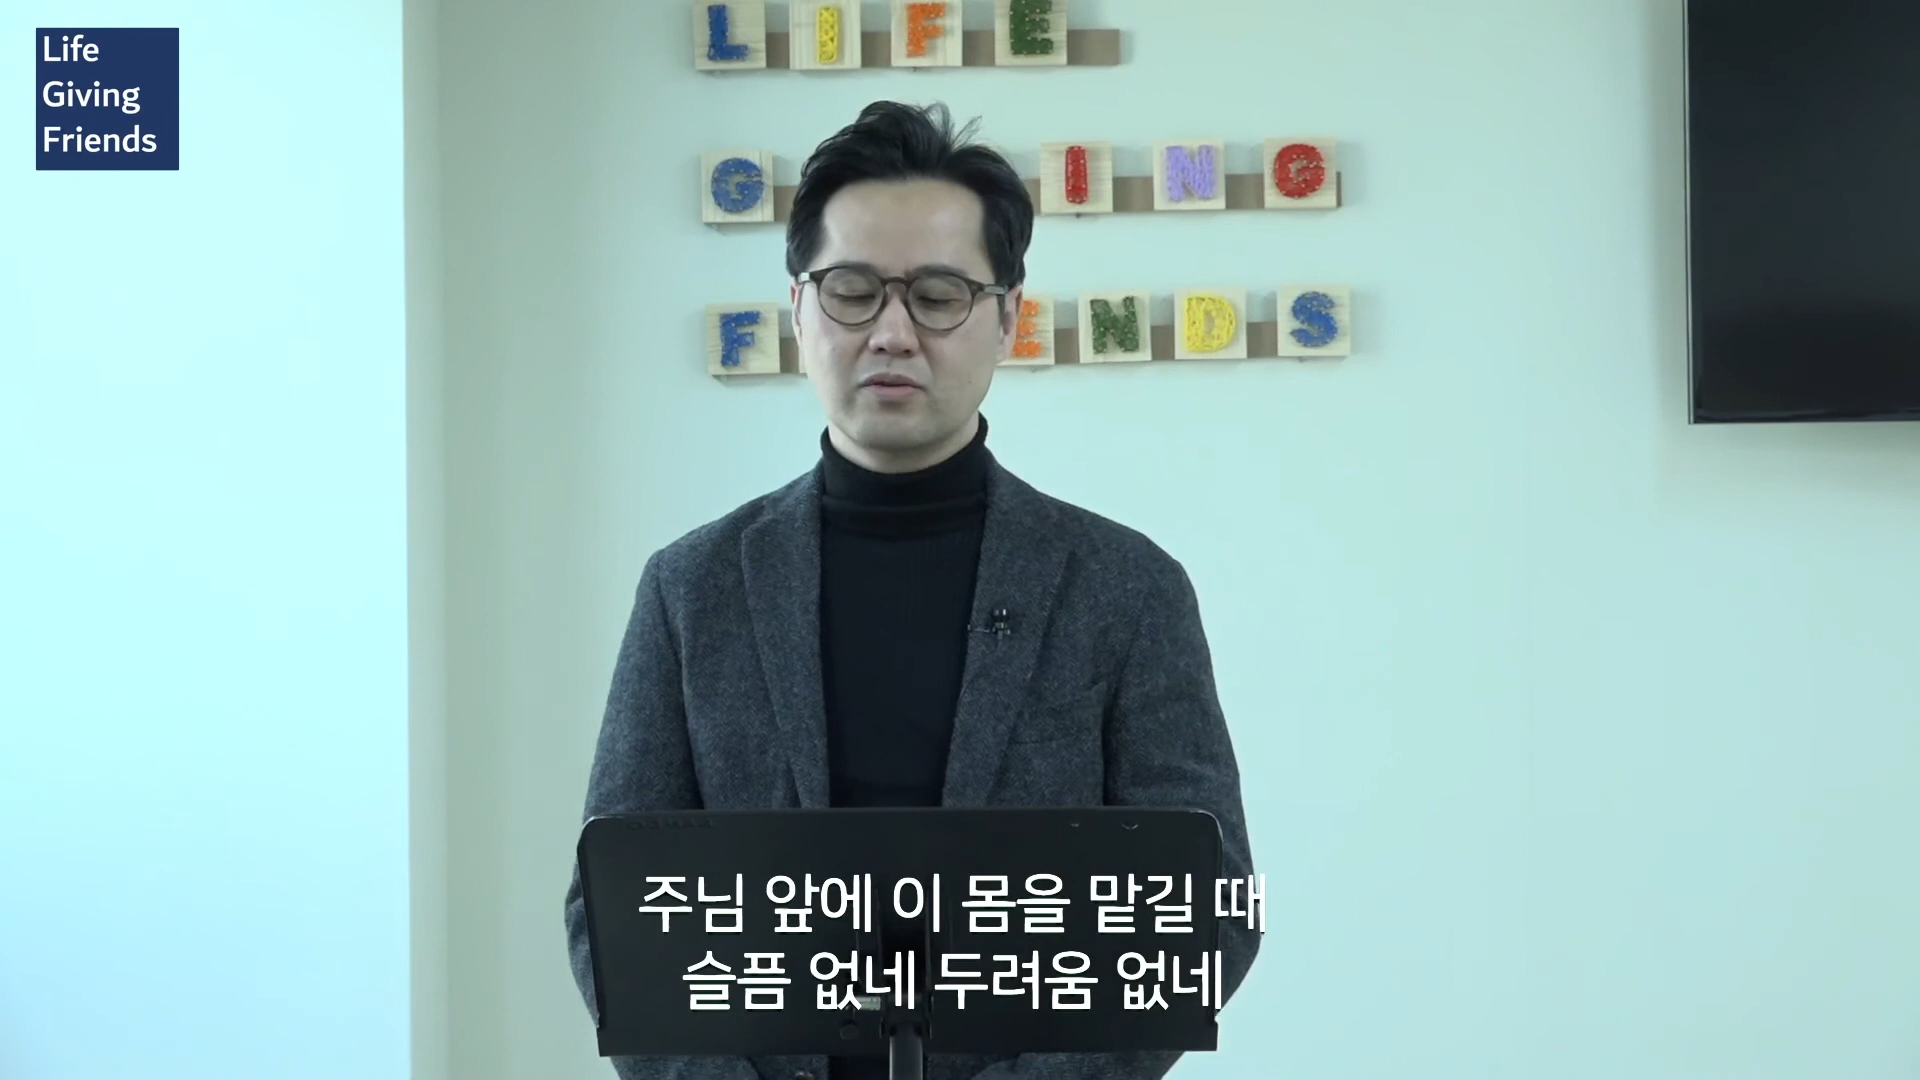 Life
Giving
Friends
LIFE
G ING
F ENDS
주님 앞에 이 몸을 맡길 때
슬픔 없네 두려움 없네